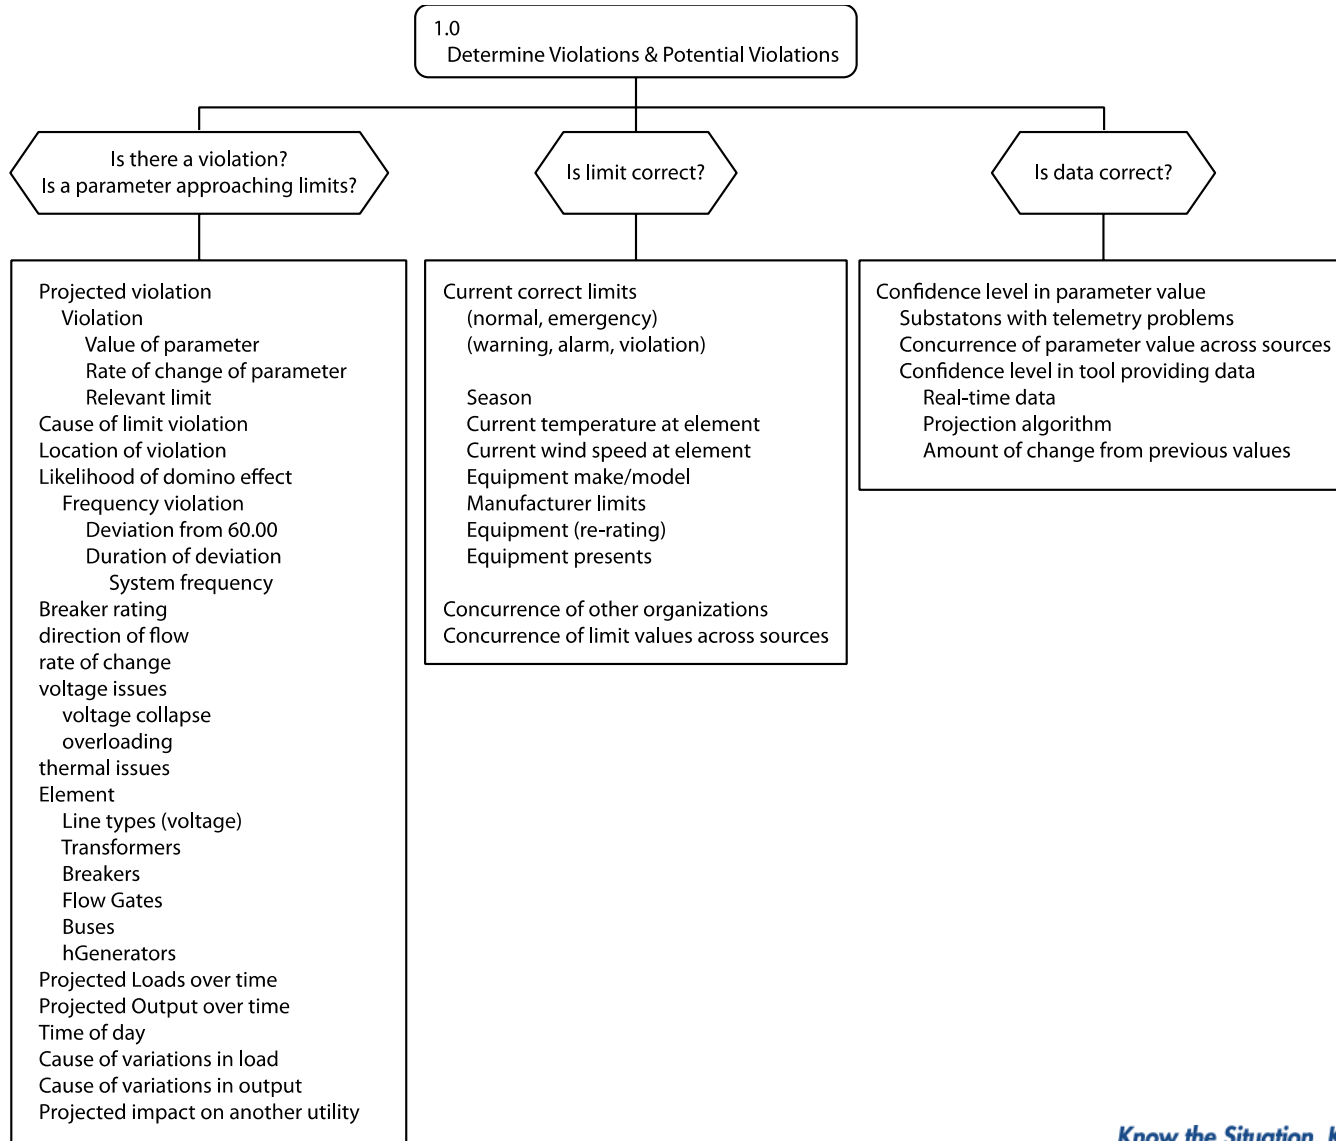 1.0
Determine Violations & Potential Violations
Is there a violation?
Is a parameter approaching limits?
Is limit correct?
Is data correct?
Projected violation
Violation
Value of parameter
Rate of change of parameter
Relevant limit
Cause of limit violation
Location of violation
Likelihood of domino effect
Frequency violation
Deviation from 60.00
Duration of deviation
System frequency
Breaker rating
direction of flow
rate of change
voltage issues
voltage collapse
overloading
thermal issues
Element
Line types (voltage)
Transformers
Breakers
Flow Gates
Buses
hGenerators
Projected Loads over time
Projected Output over time
Time of day
Cause of variations in load
Cause of variations in output
Projected impact on another utility
Current correct limits
(normal, emergency)
(warning, alarm, violation)
Season
Current temperature at element
Current wind speed at element
Equipment make/model
Manufacturer limits
Equipment (re-rating)
Equipment presents
Concurrence of other organizations
Concurrence of limit values across sources
Confidence level in parameter value
Substatons with telemetry problems
Concurrence of parameter value across sources
Confidence level in tool providing data
Real-time data
Projection algorithm
Amount of change from previous values
Know the Situation.